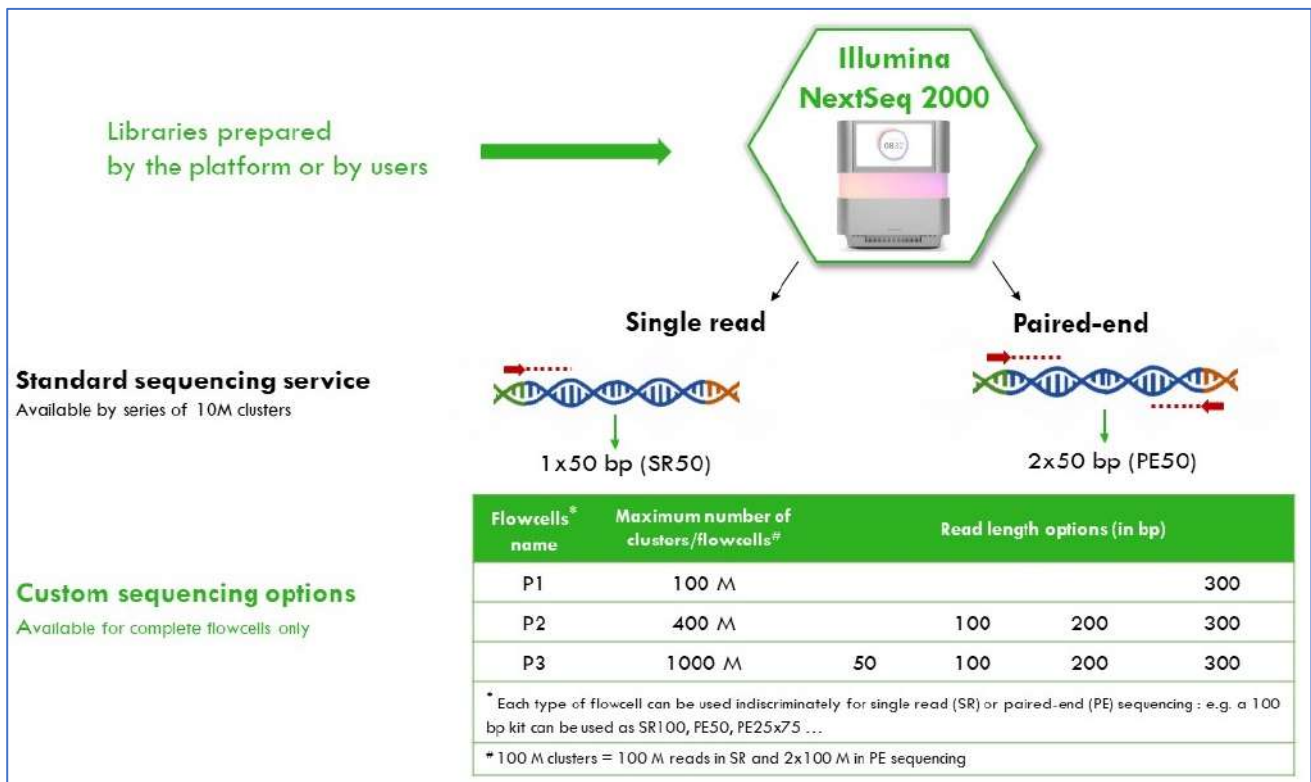 Illumina
NextSeq 2000
08:32
Libraries prepared
by the platform or by users
Single read
Paired-end
Standard sequencing service
Available by series of 10M clusters
1x50 bp (SR50)
2x50 bp (PE50)
Flowcells* name
Maximum number of clusters/flowcells#
Read length options (in bp)
P1 100 M 300
P2 400 M 100 200 300
P3 1000 M 50 100 200 300
Custom sequencing options
Available for complete flowcells only
* Each type of flowcell can be used indiscriminately for single read (SR) or paired-end (PE) sequencing : e.g. a 100
bp kit can be used as SR100, PE50, PE25x75 ...
# 100 M clusters = 100 M reads in SR and 2x100 M in PE sequencing